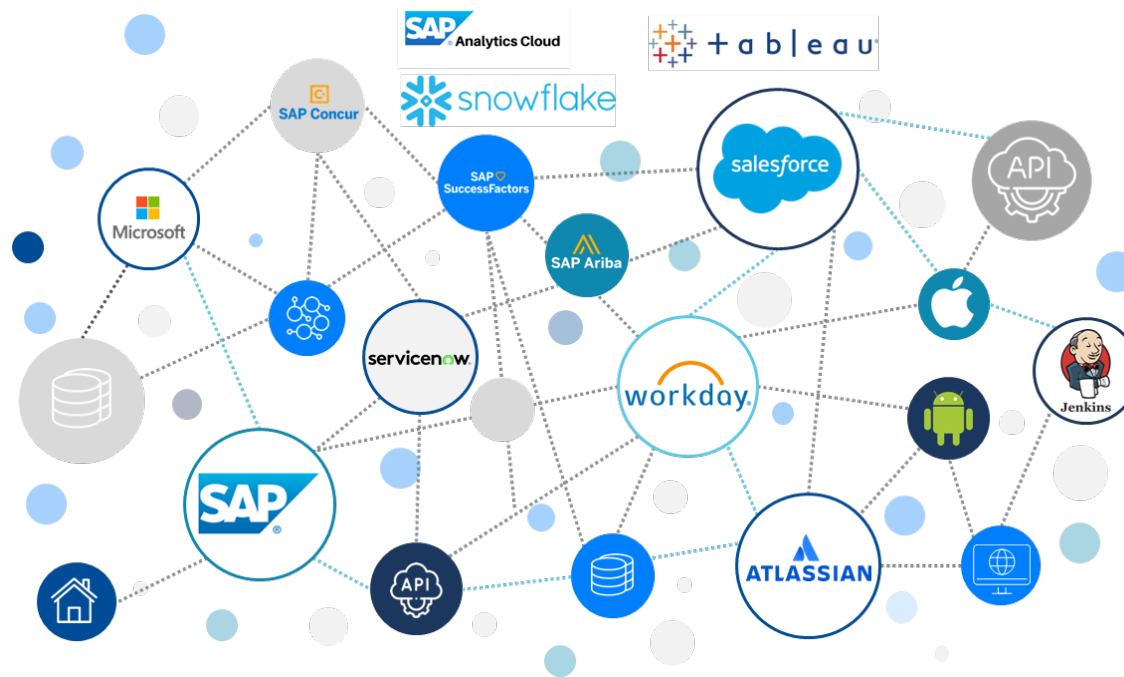 SAP
® Analytics Cloud
+ableau®
snowflake
SAP Concur
SAP
SuccessFactors
salesforce
API
Microsoft
SAP Ariba
servicenow®
workday®
Jenkins
SAP
®
API
ATLASSIAN